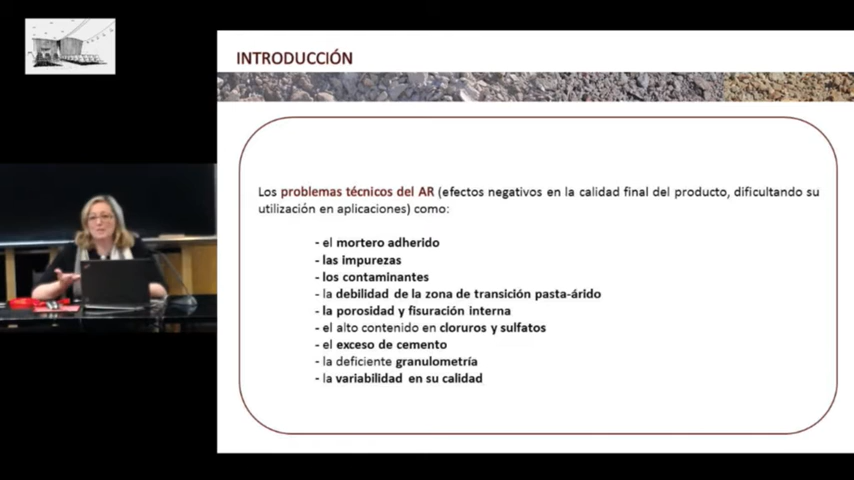 INTRODUCCIÓN
Los problemas técnicos del AR (efectos negativos en la calidad final del producto, dificultando su
utilización en aplicaciones) como:
- el mortero adherido
- las impurezas
- los contaminantes
- la debilidad de la zona de transición pasta-árido
- la porosidad y fisuración interna
- el alto contenido en cloruros y sulfatos
- el exceso de cemento
- la deficiente granulometría
- la variabilidad en su calidad